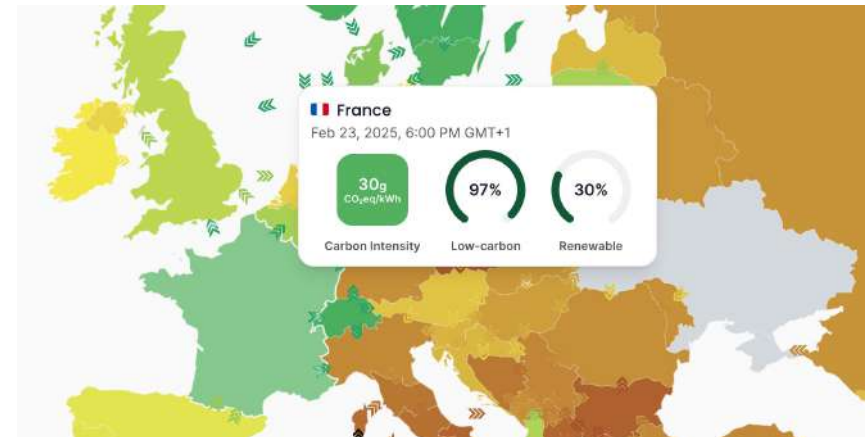 France
Feb 23, 2025, 6:00 PM GMT+1
30g
CO₂eq/kWh
97%
30%
Carbon Intensity
Low-carbon
Renewable